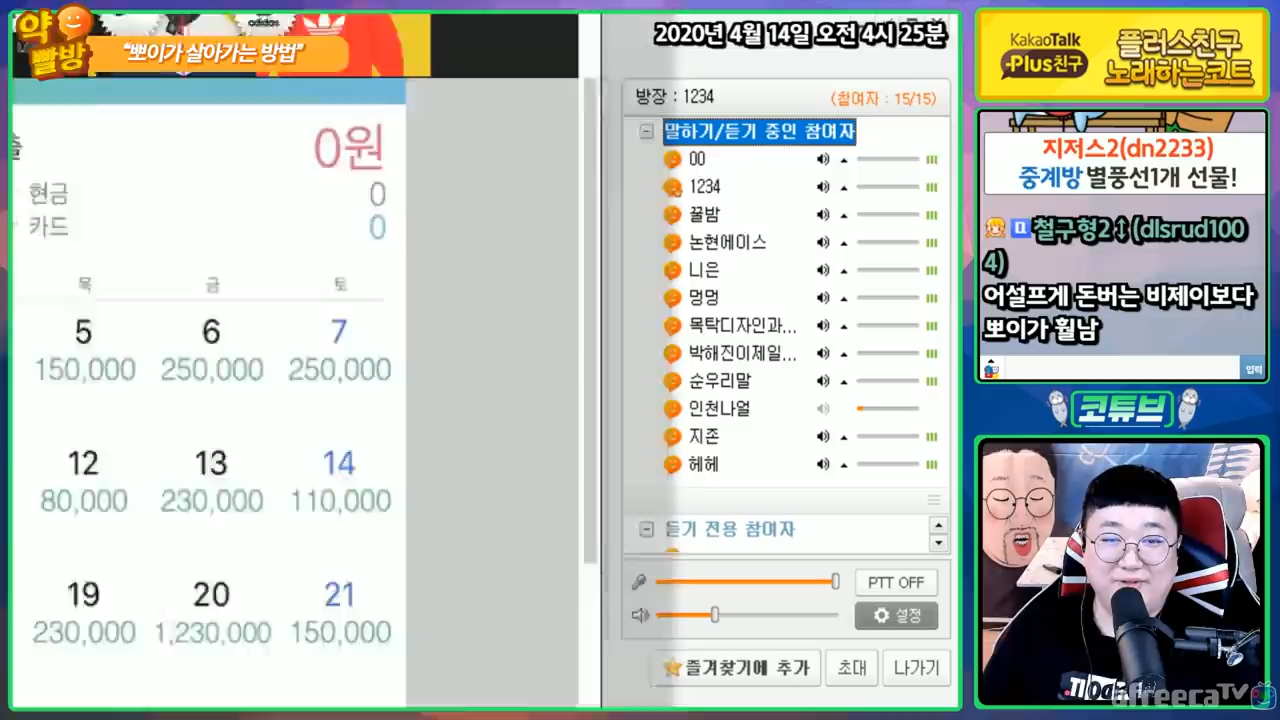 약빨방
"뽀이가 살아가는 방법"
adidas
2020년 4월 14일 오전 4시 25분
0원
현금 0
카드 0
목 금 토
5 6 7
150,000 250,000 250,000
12 13 14
80,000 230,000 110,000
19 20 21
230,000 1,230,000 150,000
방장 : 1234 (참여자 : 15/15)
말하기/듣기 중인 참여자
00
1234
꿀밤
논현에이스
니은
멍멍
목탁디자인과...
박해진이제일...
순우리말
인천나얼
지존
헤헤
듣기 전용 참여자
PTT OFF
설정
즐겨찾기에 추가 초대 나가기
KakaoTalk
Plus친구
플러스친구
노래하는코트
지저스2(dn2233)
중계방 별풍선1개 선물!
철구형2↕(dlsrud1004)
어설프게 돈버는 비제이보다
뽀이가 훨남
입력
코튜브
afreecaTV